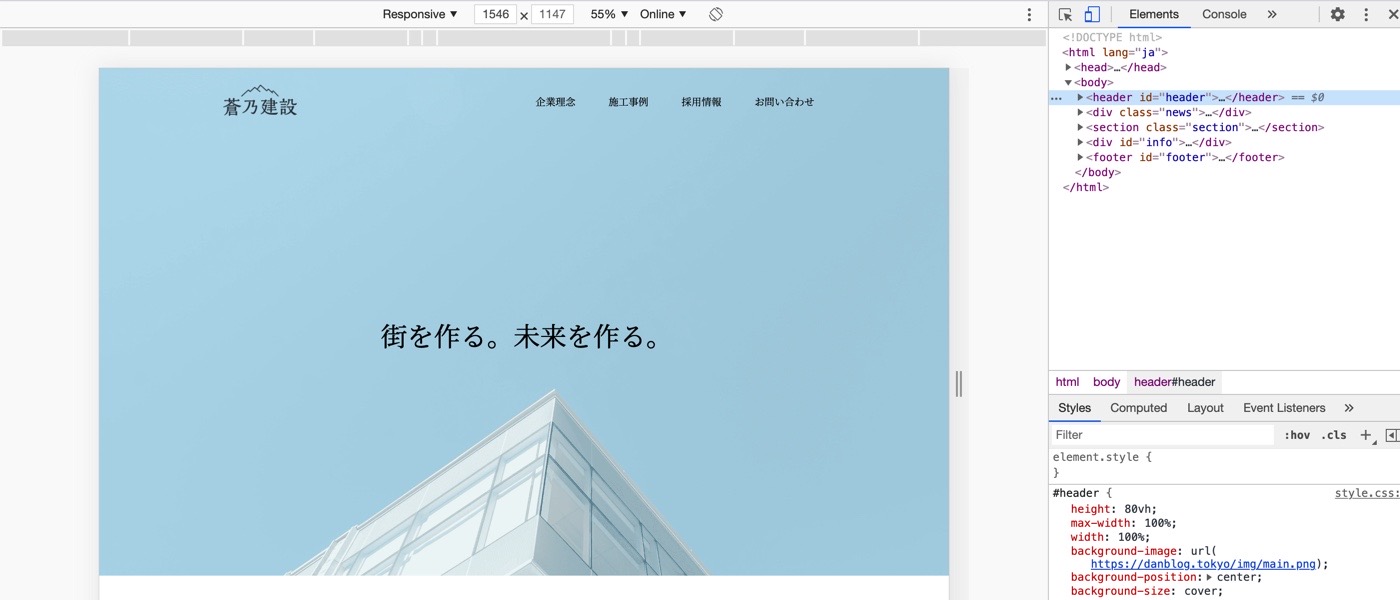 Responsive ▼ 1546 × 1147 55% ▼ Online ▼
Elements Console »
<!DOCTYPE html>
<html lang="ja">
▶<head>…</head>
▼<body>
… ▶<header id="header">…</header> == $0
▶<div class="news">…</div>
▶<section class="section">…</section>
▶<div id="info">…</div>
▶<footer id="footer">…</footer>
</body>
</html>
蒼乃建設
企業理念 施工事例 採用情報 お問い合わせ
街を作る。未来を作る。
html body header#header
Styles Computed Layout Event Listeners »
Filter :hov .cls +
element.style {
}
#header { style.css:
height: 80vh;
max-width: 100%;
width: 100%;
background-image: url(
https://danblog.tokyo/img/main.png);
background-position:▶ center;
background-size: cover;